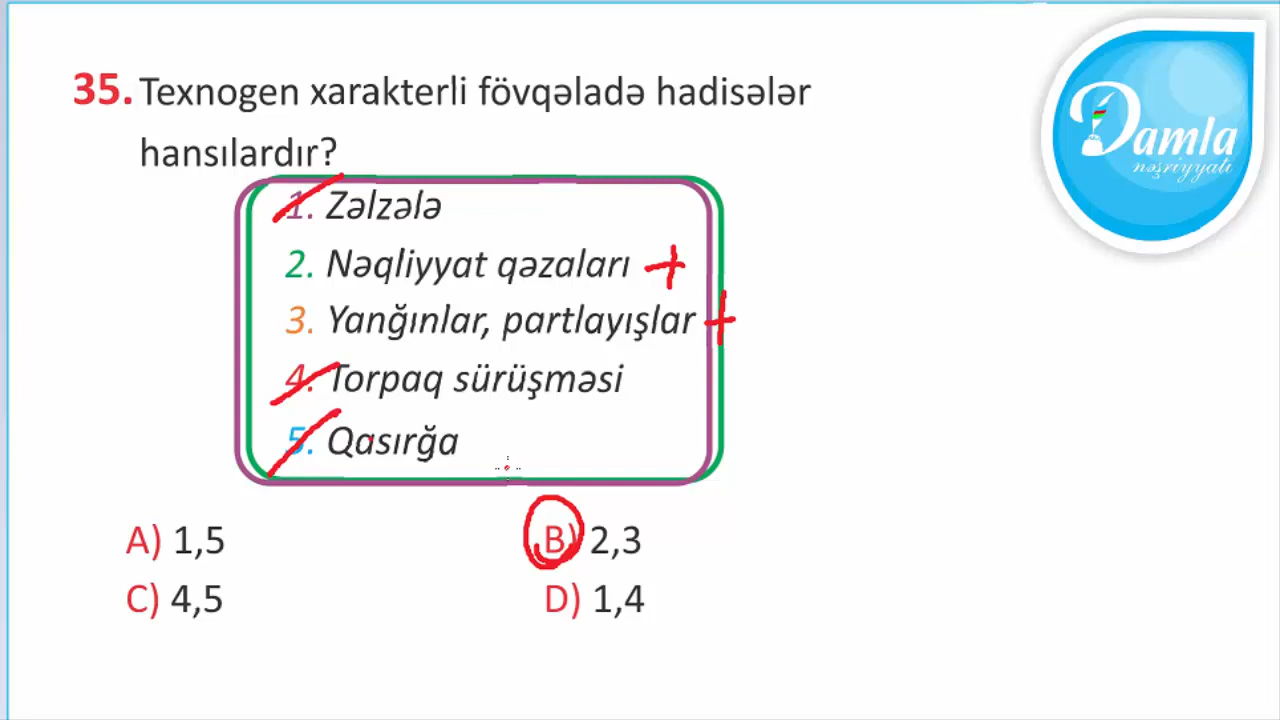 35. Texnogen xarakterli fövqəladə hadisələr
hansılardır?
1. Zəlzələ
2. Nəqliyyat qəzaları +
3. Yanğınlar, partlayışlar +
4. Torpaq sürüşməsi
5. Qasırğa
A) 1,5
B) 2,3
C) 4,5
D) 1,4
Damla
nəşriyyatı